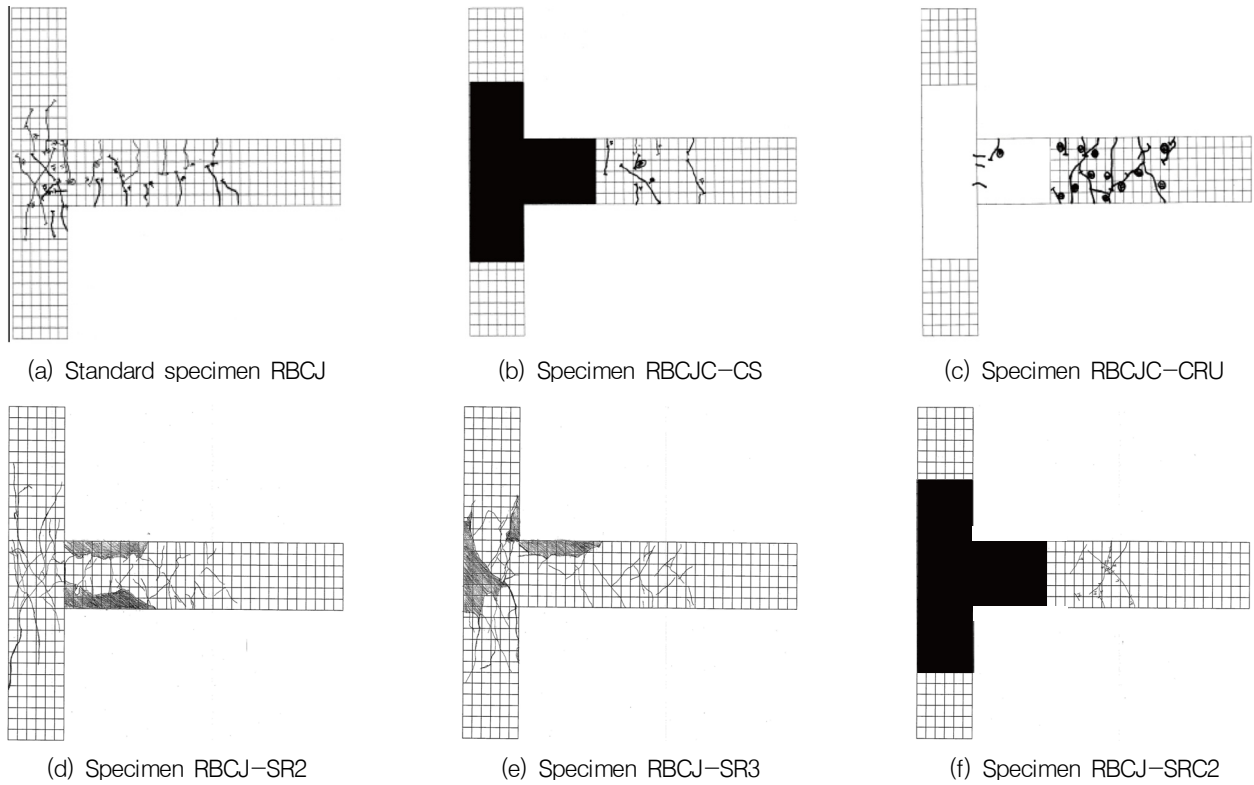 (a) Standard specimen RBCJ
(b) Specimen RBCJC-CS
(c) Specimen RBCJC-CRU
(d) Specimen RBCJ-SR2
(e) Specimen RBCJ-SR3
(f) Specimen RBCJ-SRC2